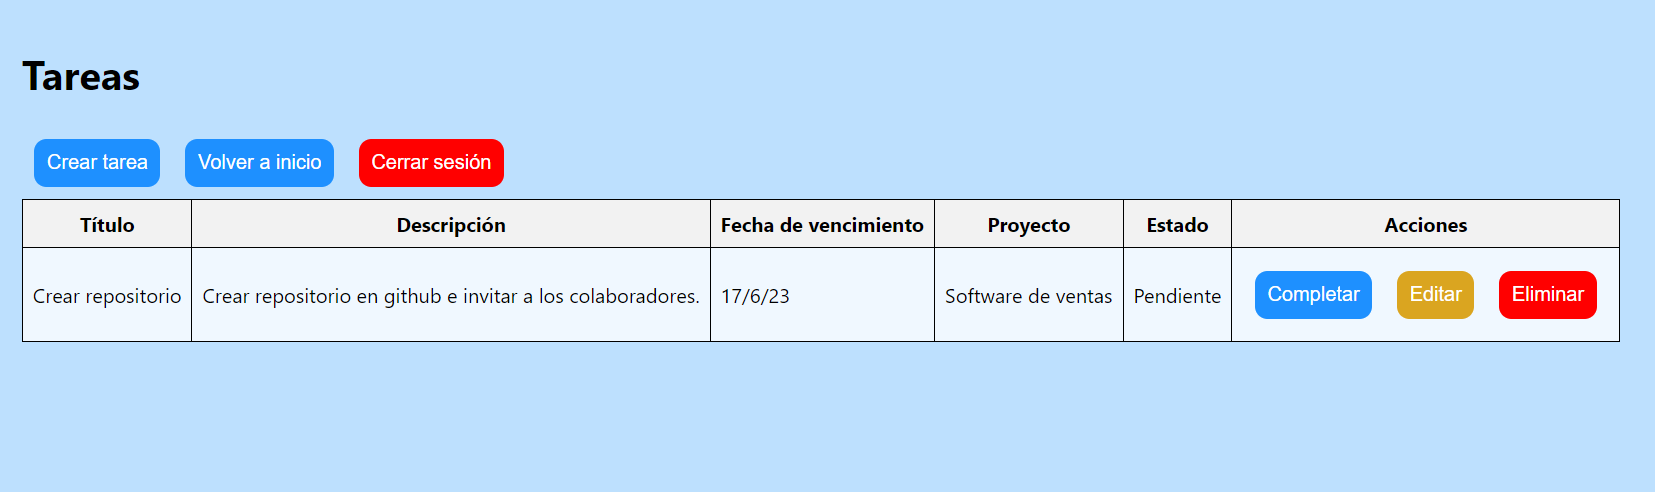 Tareas
Crear tarea Volver a inicio Cerrar sesión
Título Descripción Fecha de vencimiento Proyecto Estado Acciones
Crear repositorio Crear repositorio en github e invitar a los colaboradores. 17/6/23 Software de ventas Pendiente Completar Editar Eliminar